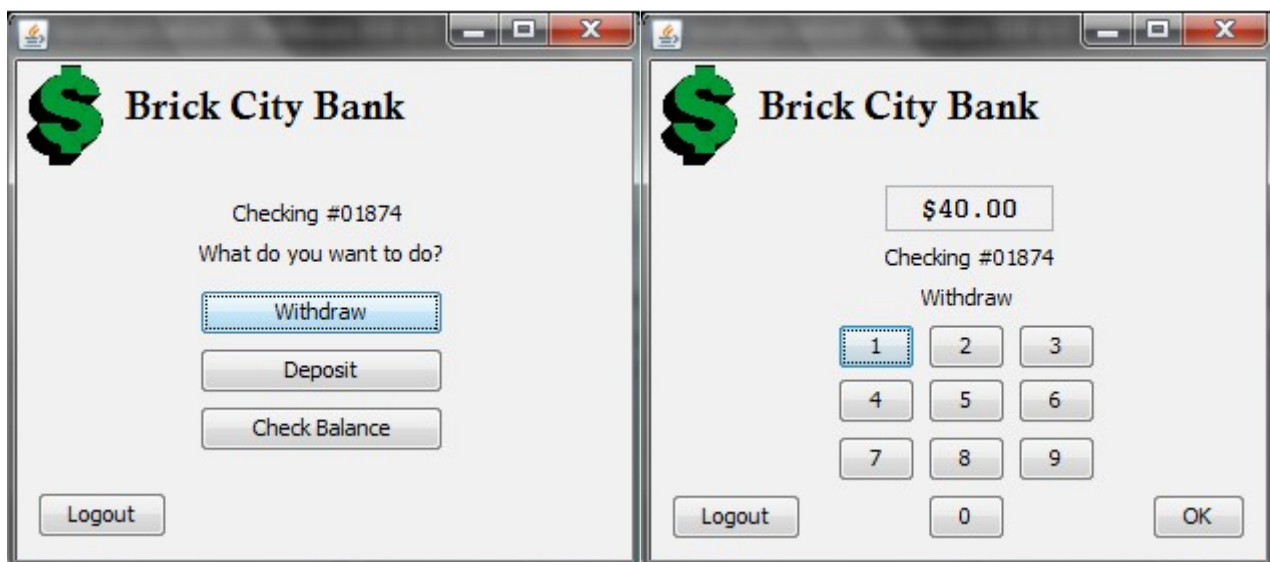 Brick City Bank
Checking #01874
What do you want to do?
Withdraw
Deposit
Check Balance
Logout
Brick City Bank
$40.00
Checking #01874
Withdraw
1 2 3
4 5 6
7 8 9
Logout 0 OK